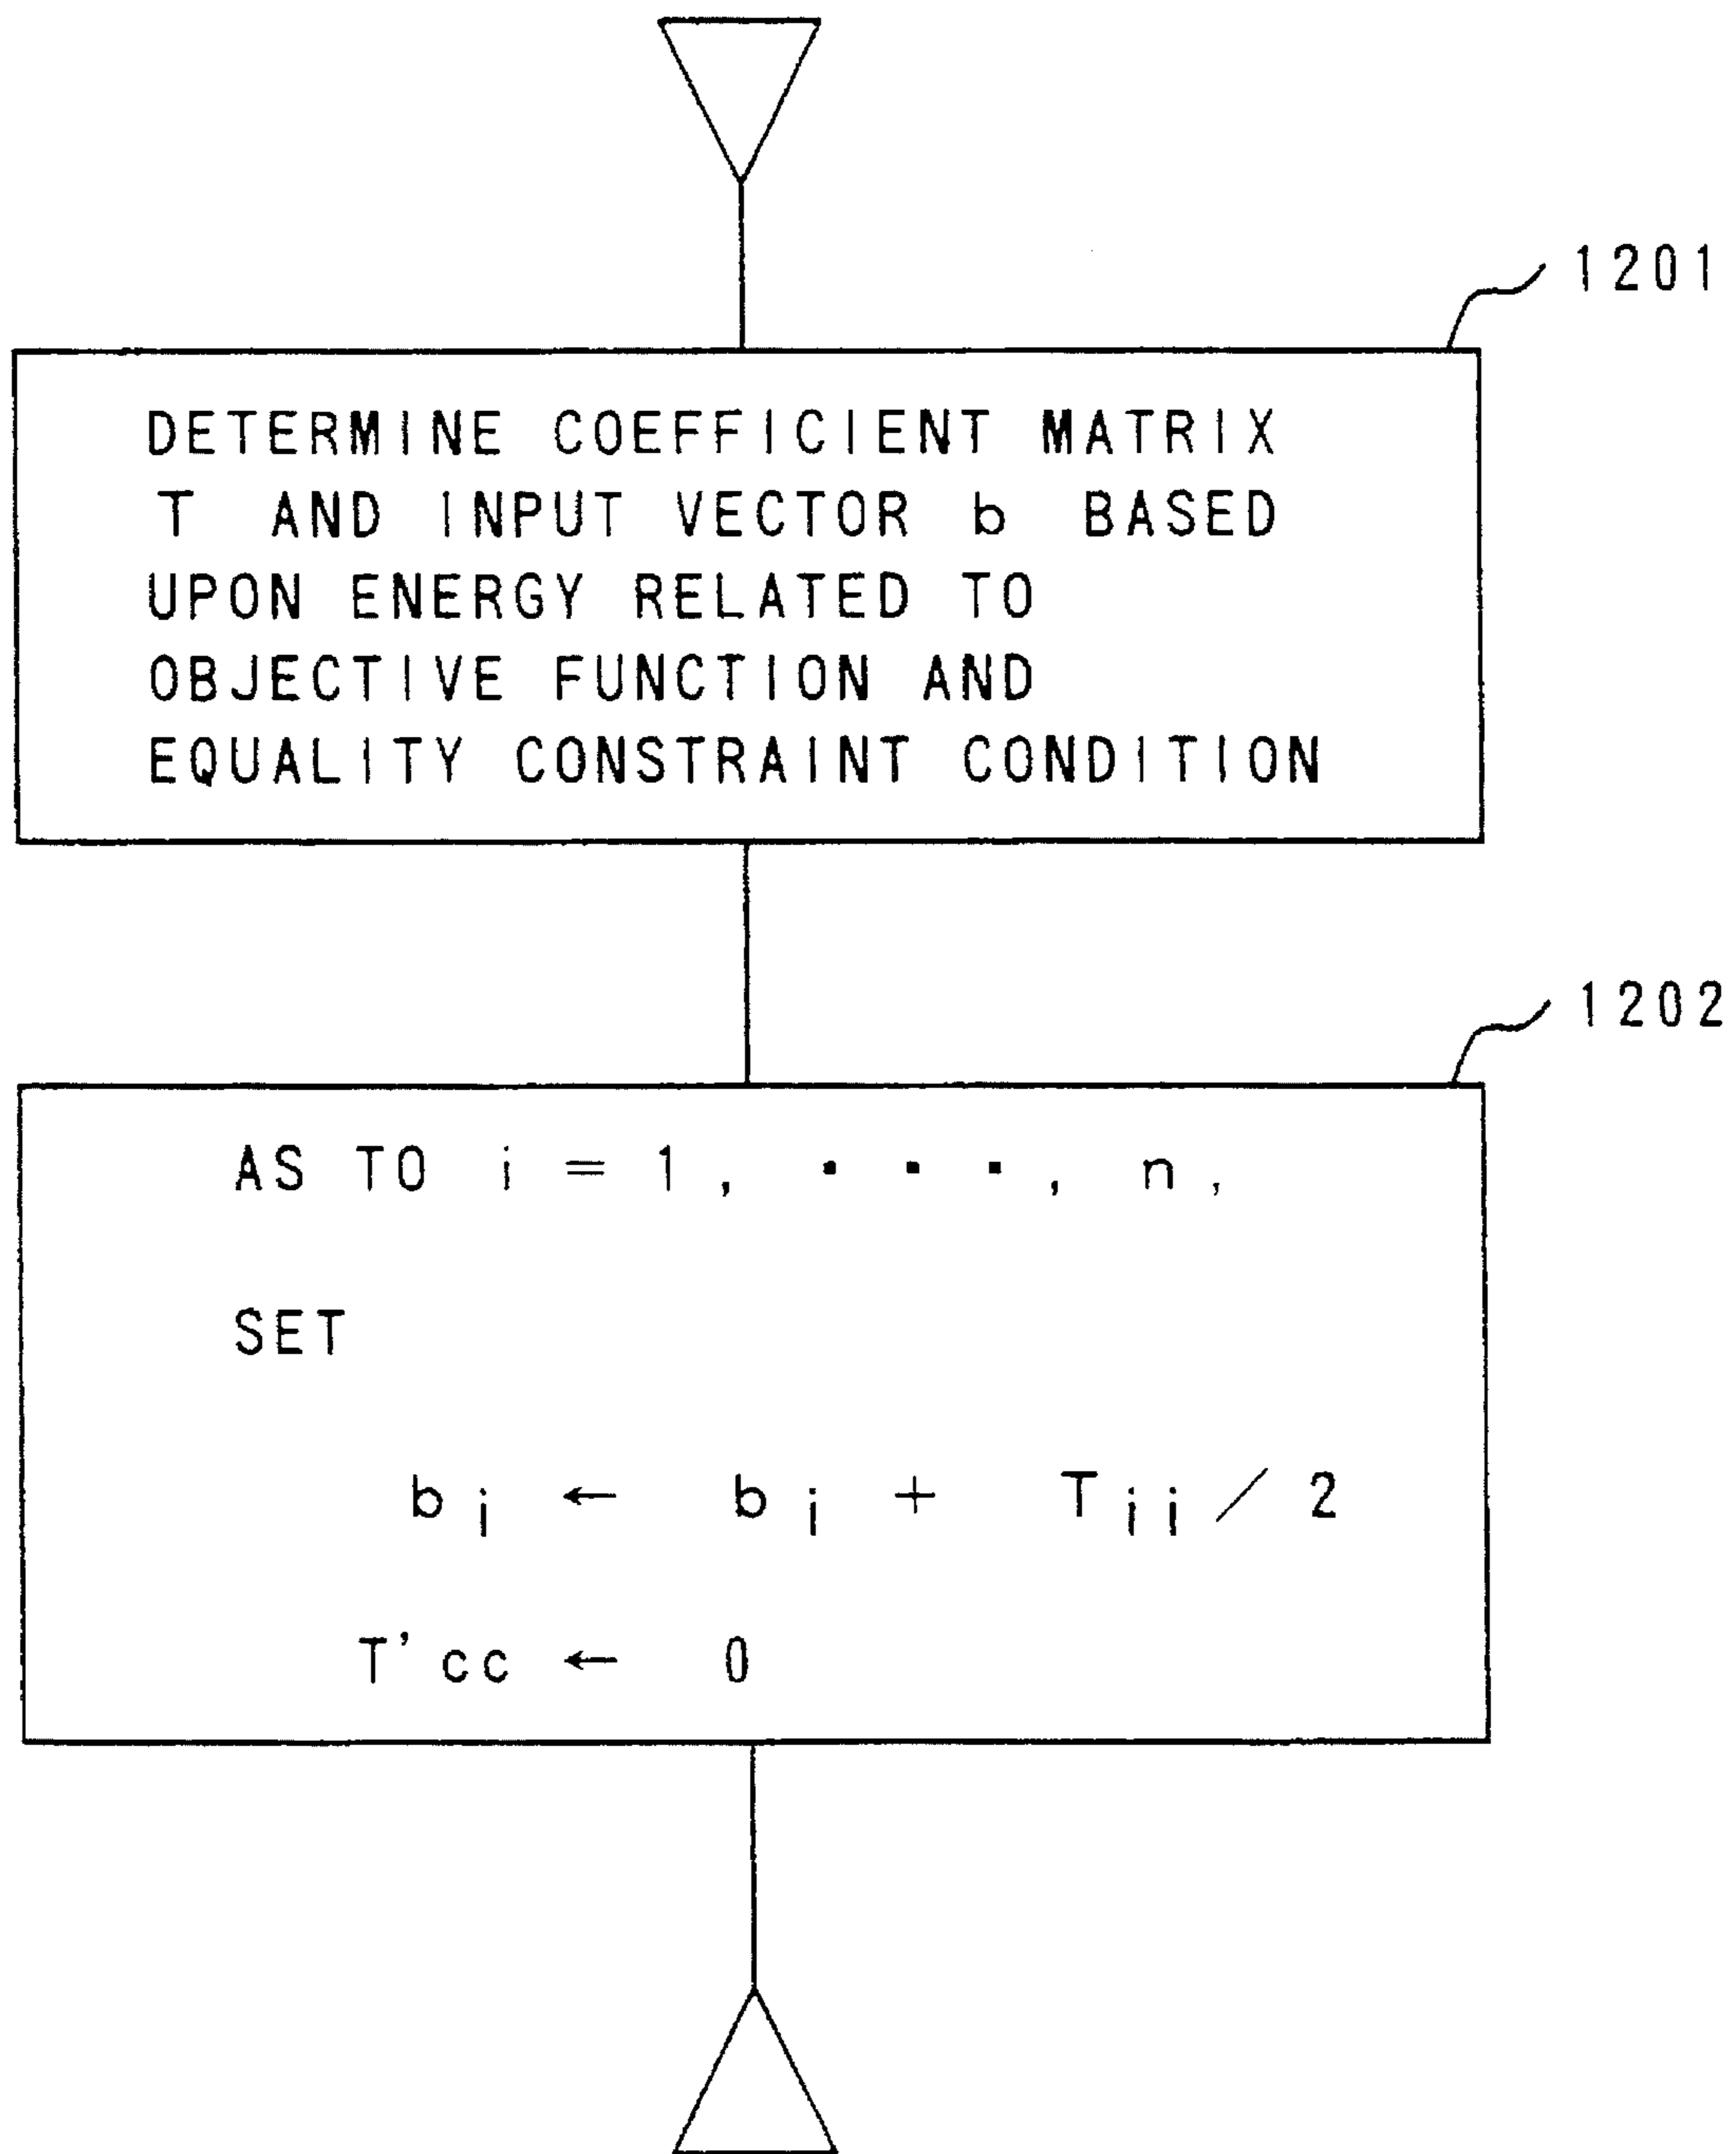 1201
DETERMINE COEFFICIENT MATRIX
T AND INPUT VECTOR b BASED
UPON ENERGY RELATED TO
OBJECTIVE FUNCTION AND
EQUALITY CONSTRAINT CONDITION
1202
AS TO i = 1, ・・・, n,
SET
b i ← b i + T i i / 2
T'cc ← 0